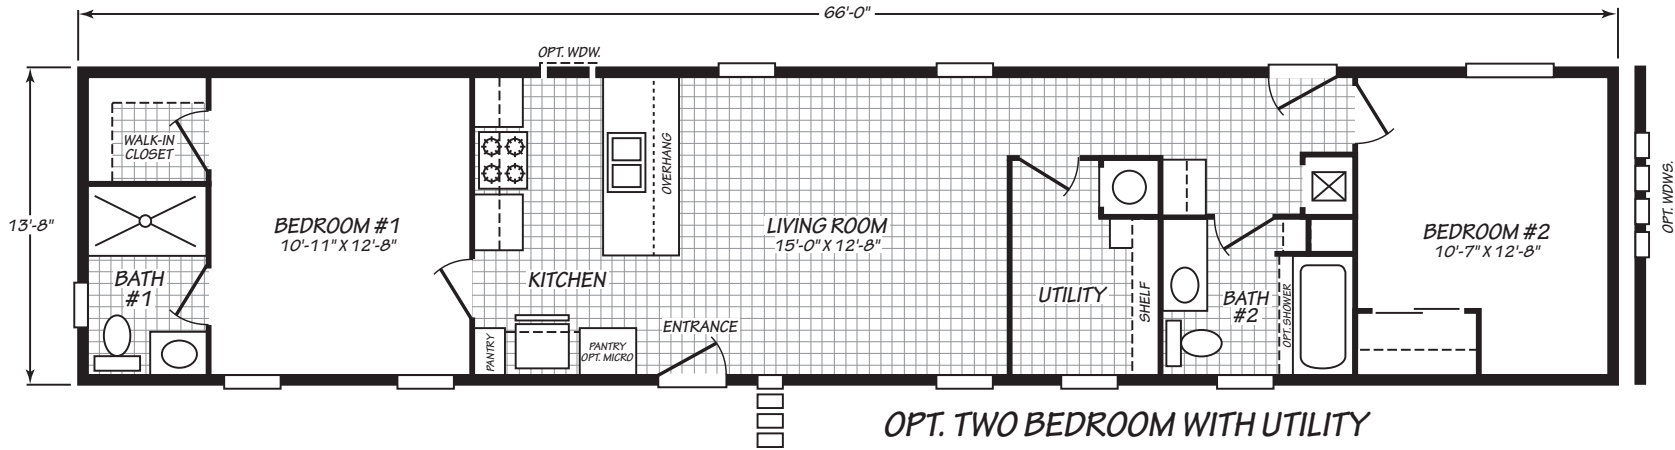 66'-0"
OPT. WDW.
13'-8"
WALK-IN
CLOSET
BEDROOM #1
10'-11" X 12'-8"
BATH
#1
KITCHEN
OVERHANG
PANTRY
PANTRY
OPT. MICRO
ENTRANCE
LIVING ROOM
15'-0" X 12'-8"
UTILITY
SHELF
BATH
#2
OPT. SHOWER
BEDROOM #2
10'-7" X 12'-8"
OPT. WDWS.
OPT. TWO BEDROOM WITH UTILITY